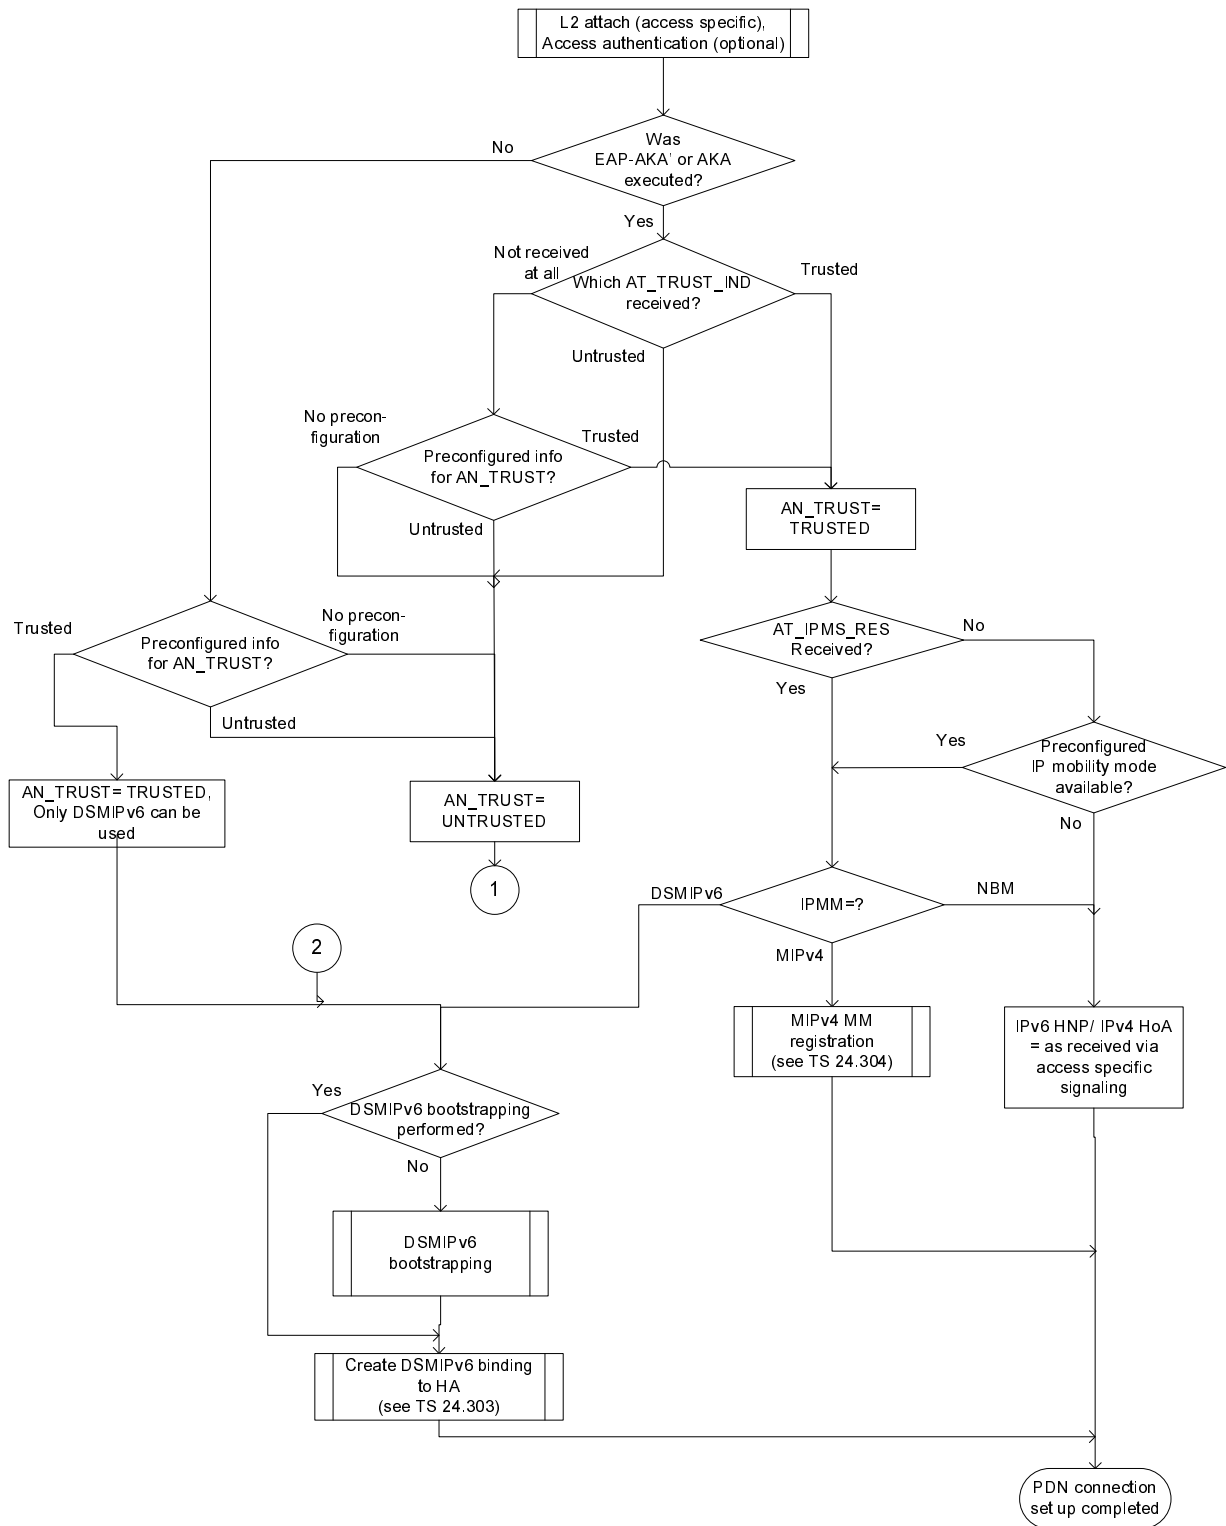 L2 attach (access specific),
Access authentication (optional)
No
Was
EAP-AKA' or AKA
executed?
Yes
Not received
at all
Which AT_TRUST_IND
received?
Trusted
Untrusted
No precon-
figuration
Trusted
Preconfigured info
for AN_TRUST?
Untrusted
AN_TRUST=
TRUSTED
Trusted
Preconfigured info
for AN_TRUST?
No precon-
figuration
Untrusted
AT_IPMS_RES
Received?
No
Yes
Yes
Preconfigured
IP mobility mode
available?
No
AN_TRUST= TRUSTED,
Only DSMIPv6 can be
used
AN_TRUST=
UNTRUSTED
1
DSMIPv6
IPMM=?
NBM
MIPv4
2
MIPv4 MM
registration
(see TS 24.304)
IPv6 HNP/ IPv4 HoA
= as received via
access specific
signaling
Yes
DSMIPv6 bootstrapping
performed?
No
DSMIPv6
bootstrapping
Create DSMIPv6 binding
to HA
(see TS 24.303)
PDN connection
set up completed